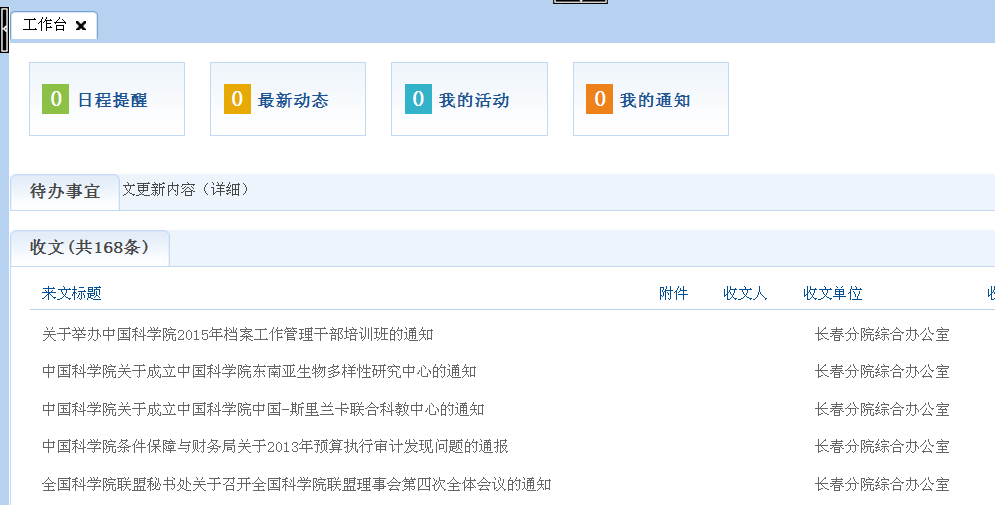 工作台
0 日程提醒 0 最新动态 0 我的活动 0 我的通知
待办事宜 文更新内容（详细）
收文(共168条)
来文标题 附件 收文人 收文单位
关于举办中国科学院2015年档案工作管理干部培训班的通知 长春分院综合办公室
中国科学院关于成立中国科学院东南亚生物多样性研究中心的通知 长春分院综合办公室
中国科学院关于成立中国科学院中国-斯里兰卡联合科教中心的通知 长春分院综合办公室
中国科学院条件保障与财务局关于2013年预算执行审计发现问题的通报 长春分院综合办公室
全国科学院联盟秘书处关于召开全国科学院联盟理事会第四次全体会议的通知 长春分院综合办公室